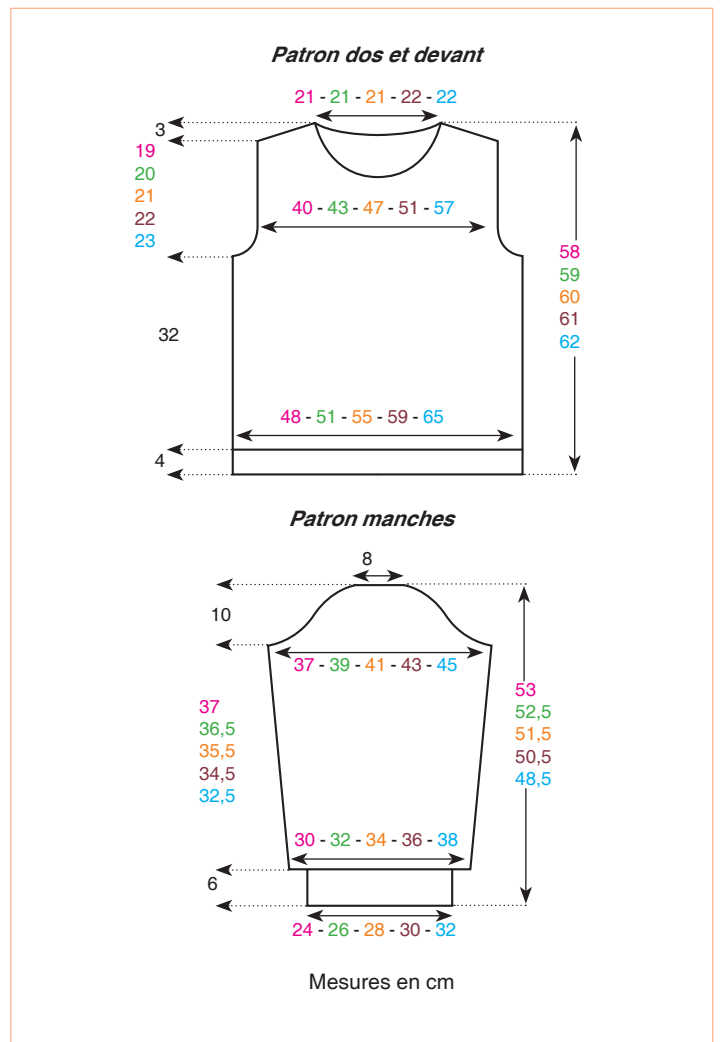 Patron dos et devant
21 - 21 - 21 - 22 - 22
3
19
20
21
22
23
40 - 43 - 47 - 51 - 57
58
59
60
61
62
32
48 - 51 - 55 - 59 - 65
4
Patron manches
8
10
37 - 39 - 41 - 43 - 45
37
36,5
35,5
34,5
32,5
53
52,5
51,5
50,5
48,5
30 - 32 - 34 - 36 - 38
6
24 - 26 - 28 - 30 - 32
Mesures en cm